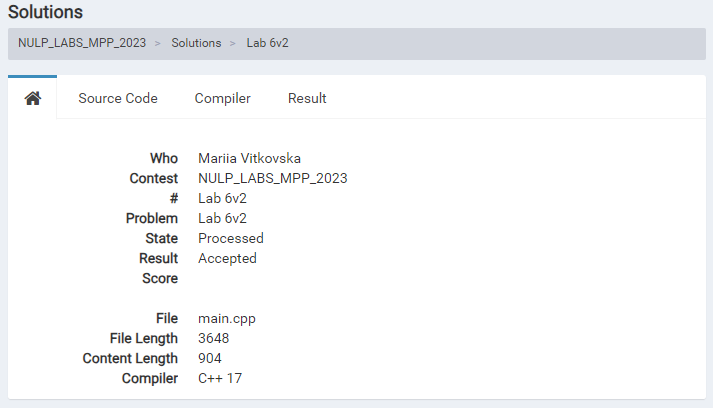 Solutions
NULP_LABS_MPP_2023 > Solutions > Lab 6v2
Source Code Compiler Result
Who Mariia Vitkovska
Contest NULP_LABS_MPP_2023
# Lab 6v2
Problem Lab 6v2
State Processed
Result Accepted
Score
File main.cpp
File Length 3648
Content Length 904
Compiler C++ 17